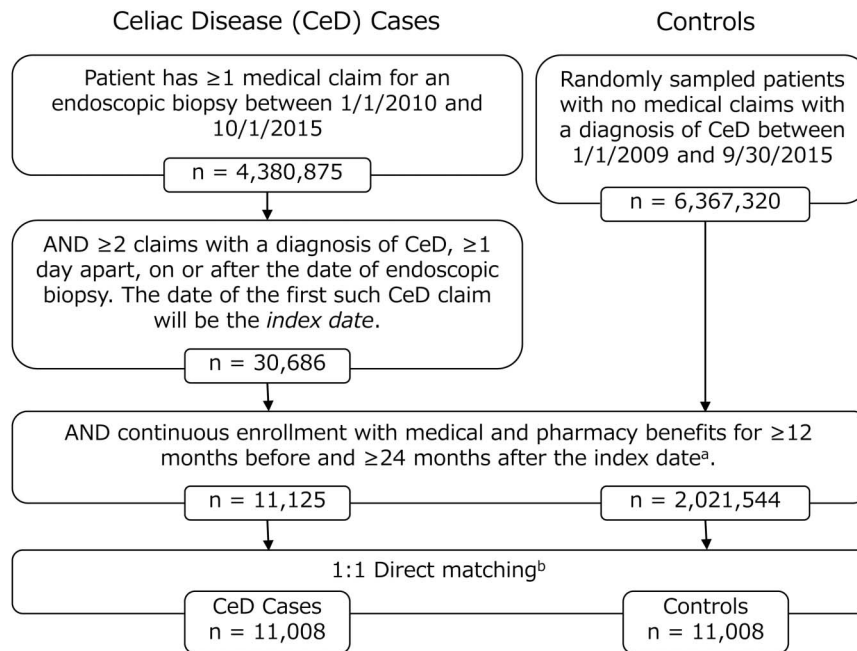 Celiac Disease (CeD) Cases
Controls
Patient has ≥1 medical claim for an
endoscopic biopsy between 1/1/2010 and
10/1/2015
n = 4,380,875
Randomly sampled patients
with no medical claims with
a diagnosis of CeD between
1/1/2009 and 9/30/2015
n = 6,367,320
AND ≥2 claims with a diagnosis of CeD, ≥1
day apart, on or after the date of endoscopic
biopsy. The date of the first such CeD claim
will be the index date.
n = 30,686
AND continuous enrollment with medical and pharmacy benefits for ≥12
months before and ≥24 months after the index dateᵃ.
n = 11,125
n = 2,021,544
1:1 Direct matchingᵇ
CeD Cases
n = 11,008
Controls
n = 11,008